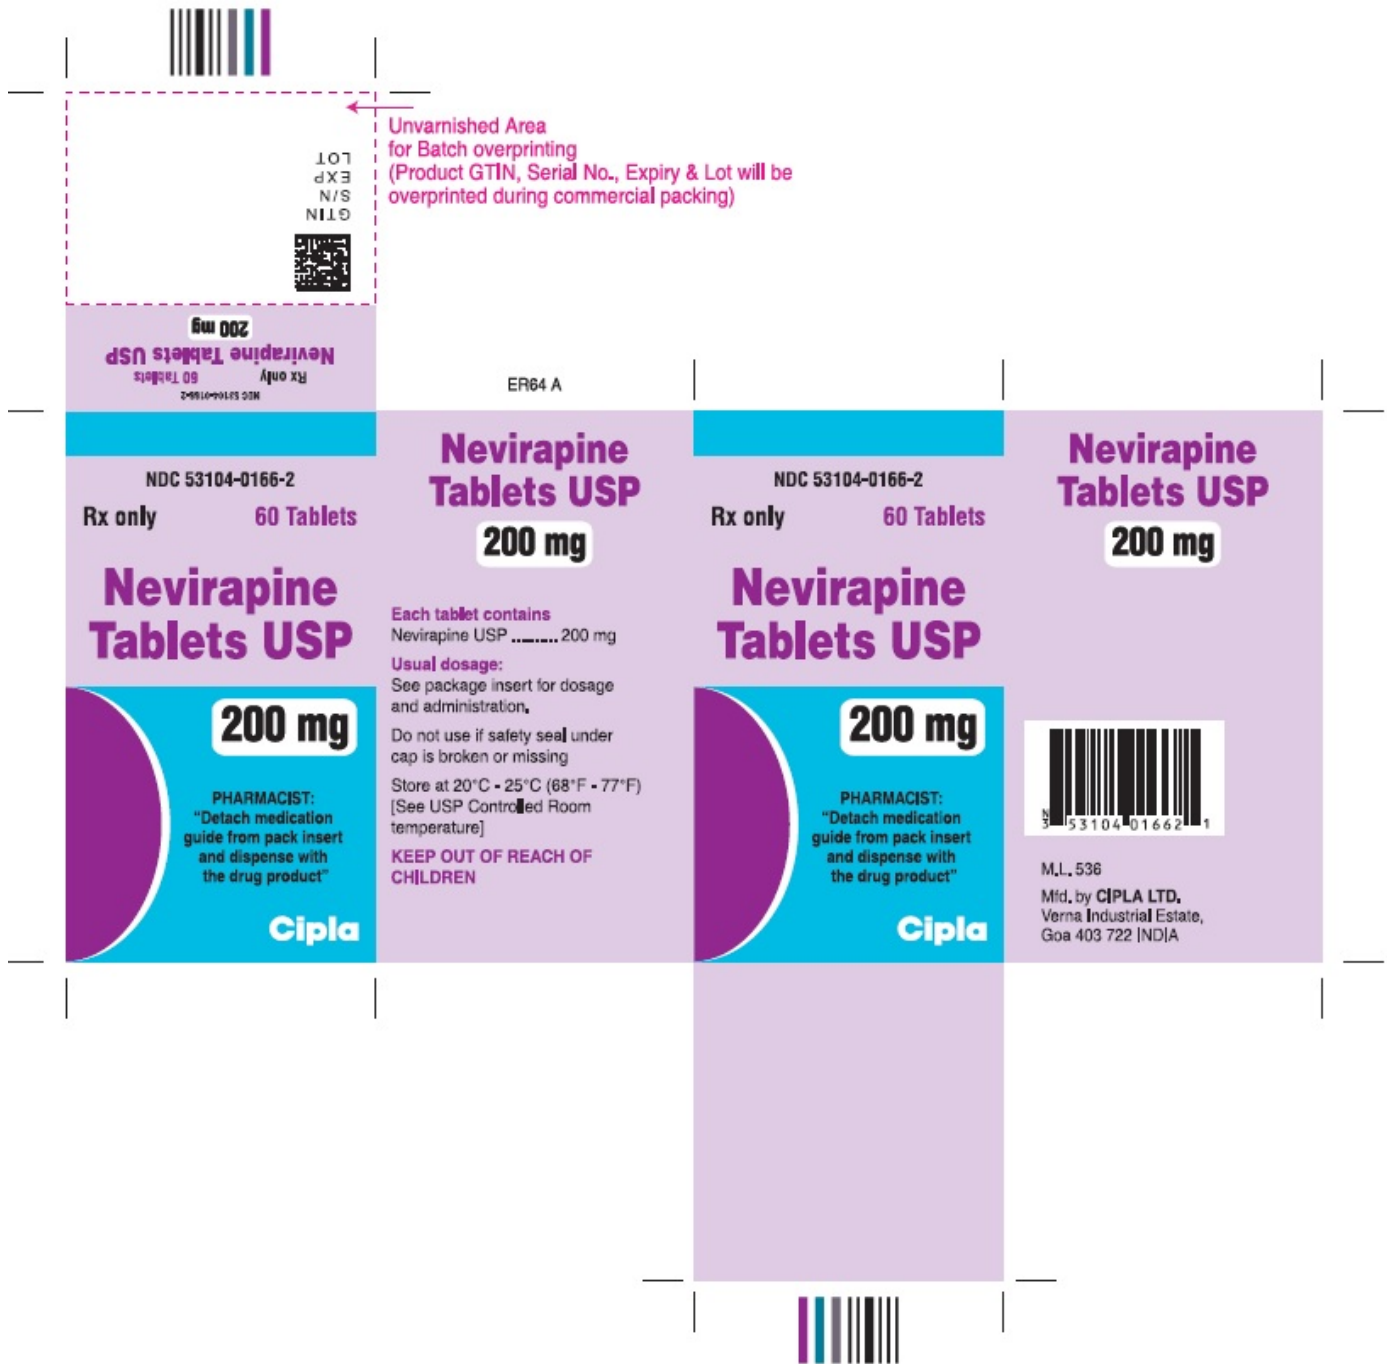 Unvarnished Area
for Batch overprinting
(Product GTIN, Serial No., Expiry & Lot will be
overprinted during commercial packing)
GTIN
S/N
EXP
LOT
NDC 53104-0166-2
Rx only 60 Tablets
Nevirapine Tablets USP
200 mg
ER64 A
NDC 53104-0166-2
Rx only 60 Tablets
Nevirapine
Tablets USP
200 mg
PHARMACIST:
“Detach medication
guide from pack insert
and dispense with
the drug product”
Cipla
Nevirapine
Tablets USP
200 mg
Each tablet contains
Nevirapine USP .......... 200 mg
Usual dosage:
See package insert for dosage
and administration.
Do not use if safety seal under
cap is broken or missing
Store at 20°C - 25°C (68°F - 77°F)
[See USP Controlled Room
temperature]
KEEP OUT OF REACH OF
CHILDREN
NDC 53104-0166-2
Rx only 60 Tablets
Nevirapine
Tablets USP
200 mg
PHARMACIST:
“Detach medication
guide from pack insert
and dispense with
the drug product”
Cipla
Nevirapine
Tablets USP
200 mg
N
3 53104 01662 1
M.L. 536
Mfd. by CIPLA LTD.
Verna Industrial Estate,
Goa 403 722 INDIA